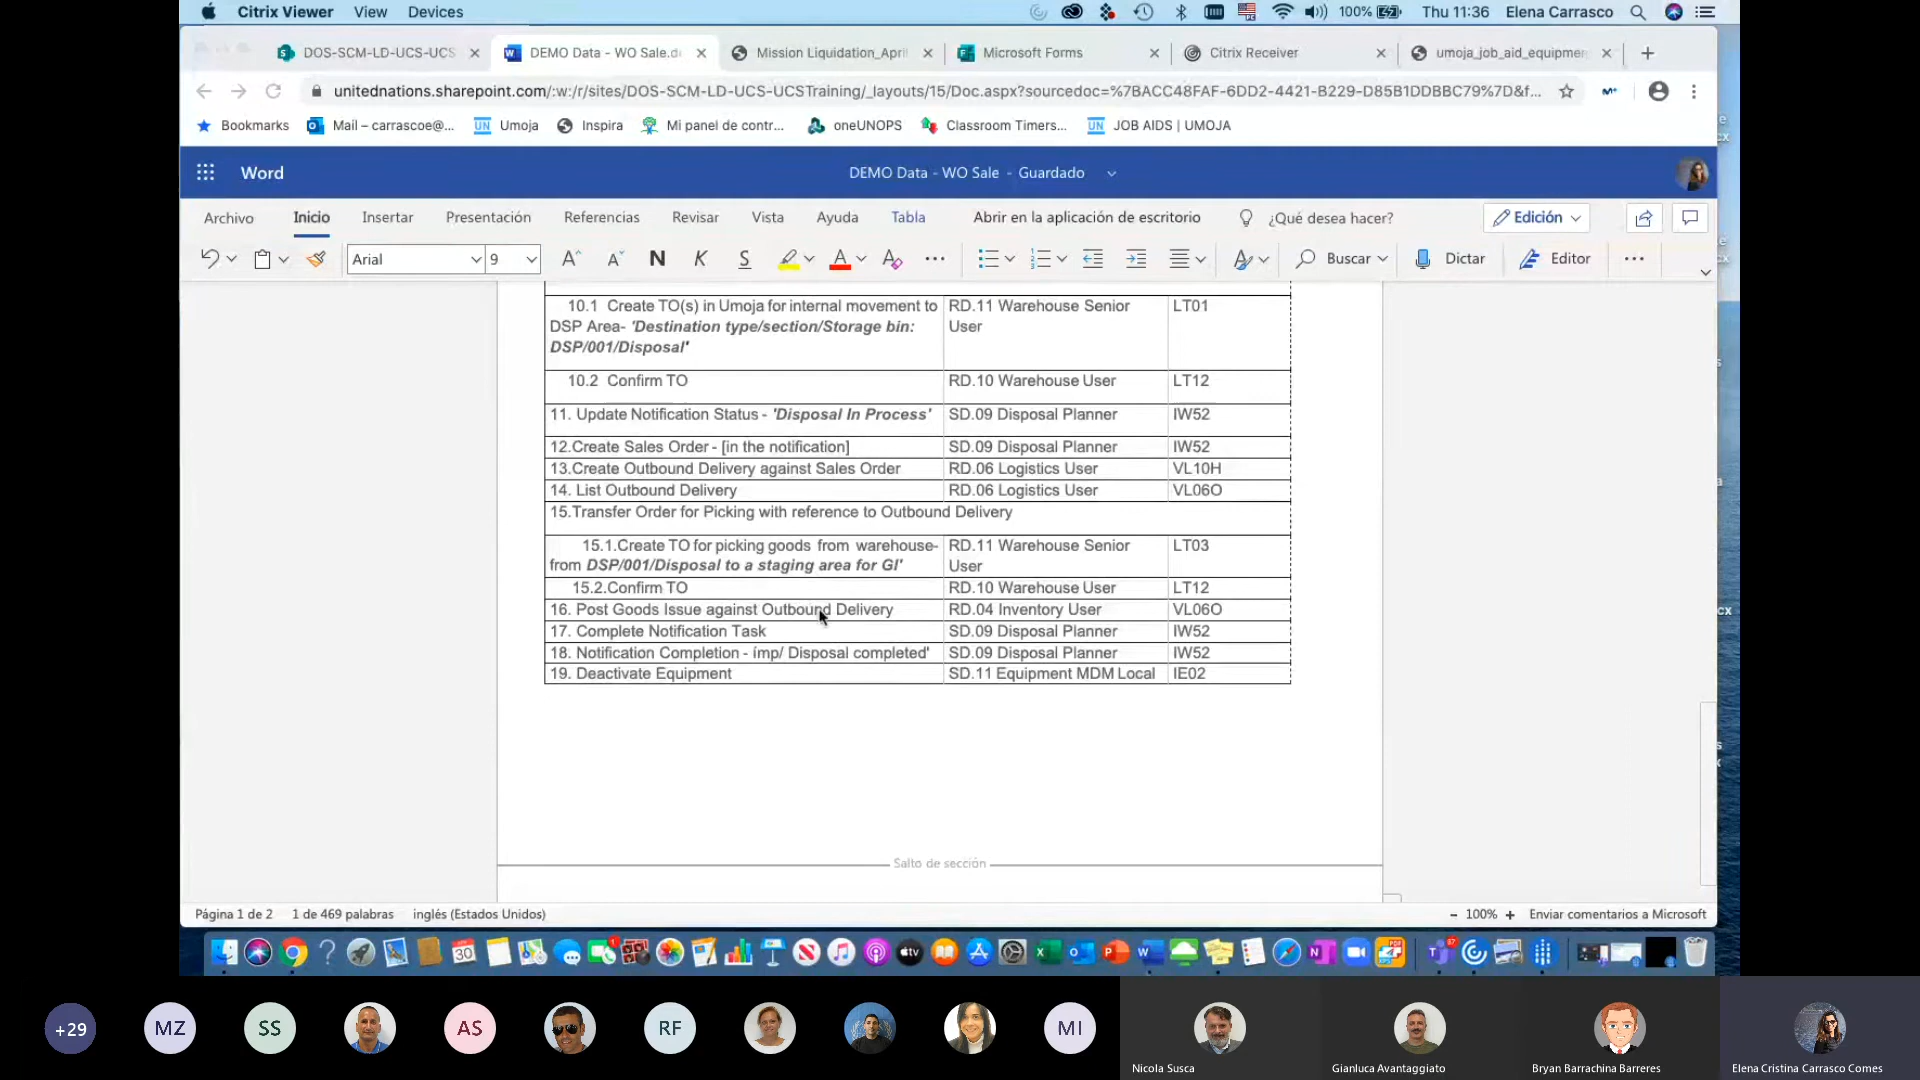 Citrix Viewer View Devices 100% Thu 11:36 Elena Carrasco
DOS-SCM-LD-UCS-UCS DEMO Data - WO Sale.d Mission Liquidation_Apri Microsoft Forms Citrix Receiver umoja_job_aid_equipmen
unitednations.sharepoint.com/:w:/r/sites/DOS-SCM-LD-UCS-UCSTraining/_layouts/15/Doc.aspx?sourcedoc=%7BACC48FAF-6DD2-4421-B229-D85B1DDBBC79%7D&f...
Bookmarks Mail – carrascoe@... UN Umoja Inspira Mi panel de contr... oneUNOPS Classroom Timers... UN JOB AIDS | UMOJA
Word DEMO Data - WO Sale - Guardado
Archivo Inicio Insertar Presentación Referencias Revisar Vista Ayuda Tabla Abrir en la aplicación de escritorio ¿Qué desea hacer? Edición
Arial 9 N K S Buscar Dictar Editor
10.1 Create TO(s) in Umoja for internal movement to RD.11 Warehouse Senior LT01
DSP Area- 'Destination type/section/Storage bin: User
DSP/001/Disposal'
10.2 Confirm TO RD.10 Warehouse User LT12
11. Update Notification Status - 'Disposal In Process' SD.09 Disposal Planner IW52
12.Create Sales Order - [in the notification] SD.09 Disposal Planner IW52
13.Create Outbound Delivery against Sales Order RD.06 Logistics User VL10H
14. List Outbound Delivery RD.06 Logistics User VL06O
15.Transfer Order for Picking with reference to Outbound Delivery
15.1.Create TO for picking goods from warehouse- RD.11 Warehouse Senior LT03
from DSP/001/Disposal to a staging area for GI' User
15.2.Confirm TO RD.10 Warehouse User LT12
16. Post Goods Issue against Outbound Delivery RD.04 Inventory User VL06O
17. Complete Notification Task SD.09 Disposal Planner IW52
18. Notification Completion - ímp/ Disposal completed' SD.09 Disposal Planner IW52
19. Deactivate Equipment SD.11 Equipment MDM Local IE02
Salto de sección
Página 1 de 2 1 de 469 palabras inglés (Estados Unidos) - 100% + Enviar comentarios a Microsoft
+29 MZ SS AS RF MI
Nicola Susca Gianluca Avantaggiato Bryan Barrachina Barreres Elena Cristina Carrasco Comes